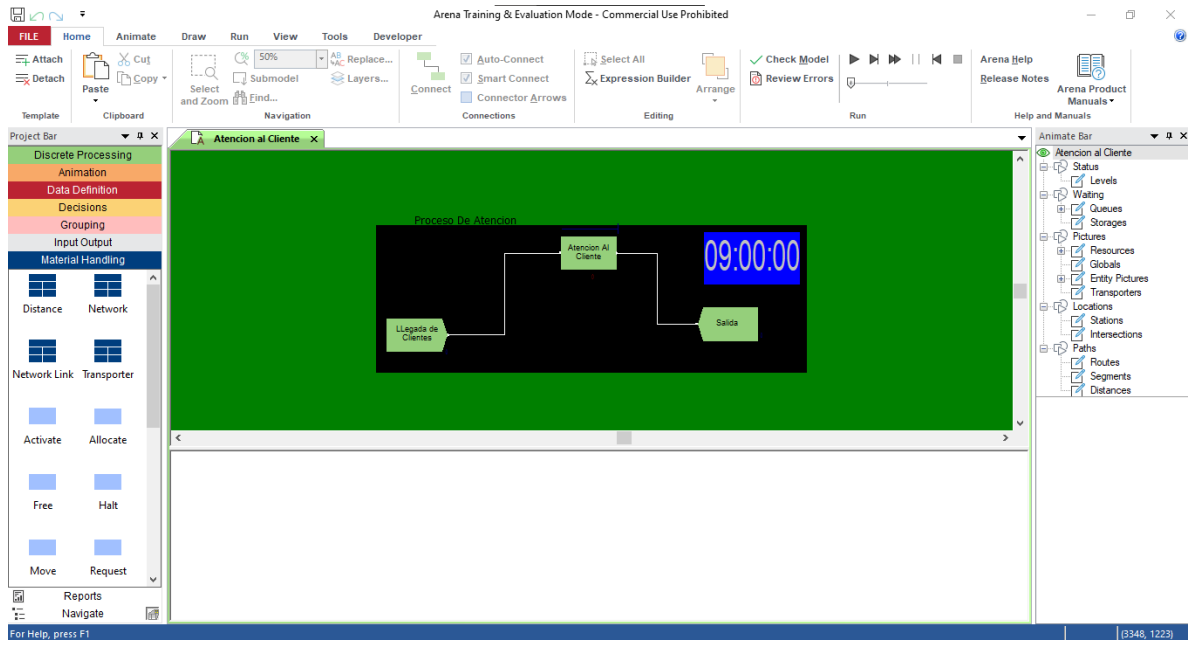 Arena Training & Evaluation Mode - Commercial Use Prohibited
FILE Home Animate Draw Run View Tools Developer
Attach Cut 50% Replace... Auto-Connect Select All Check Model Arena Help
Detach Paste Copy Select and Zoom Submodel Layers... Connect Smart Connect Expression Builder Arrange Review Errors Release Notes Arena Product Manuals
Find... Connector Arrows
Template Clipboard Navigation Connections Editing Run Help and Manuals
Project Bar
Discrete Processing
Animation
Data Definition
Decisions
Grouping
Input Output
Material Handling
Distance Network
Network Link Transporter
Activate Allocate
Free Halt
Move Request
Reports
Navigate
Atencion al Cliente
Proceso De Atencion
Atencion Al
Cliente
09:00:00
LLegada de
Clientes
Salida
Animate Bar
Atencion al Cliente
Status
Levels
Waiting
Queues
Storages
Pictures
Resources
Globals
Entity Pictures
Transporters
Locations
Stations
Intersections
Paths
Routes
Segments
Distances
For Help, press F1
(3348, 1223)